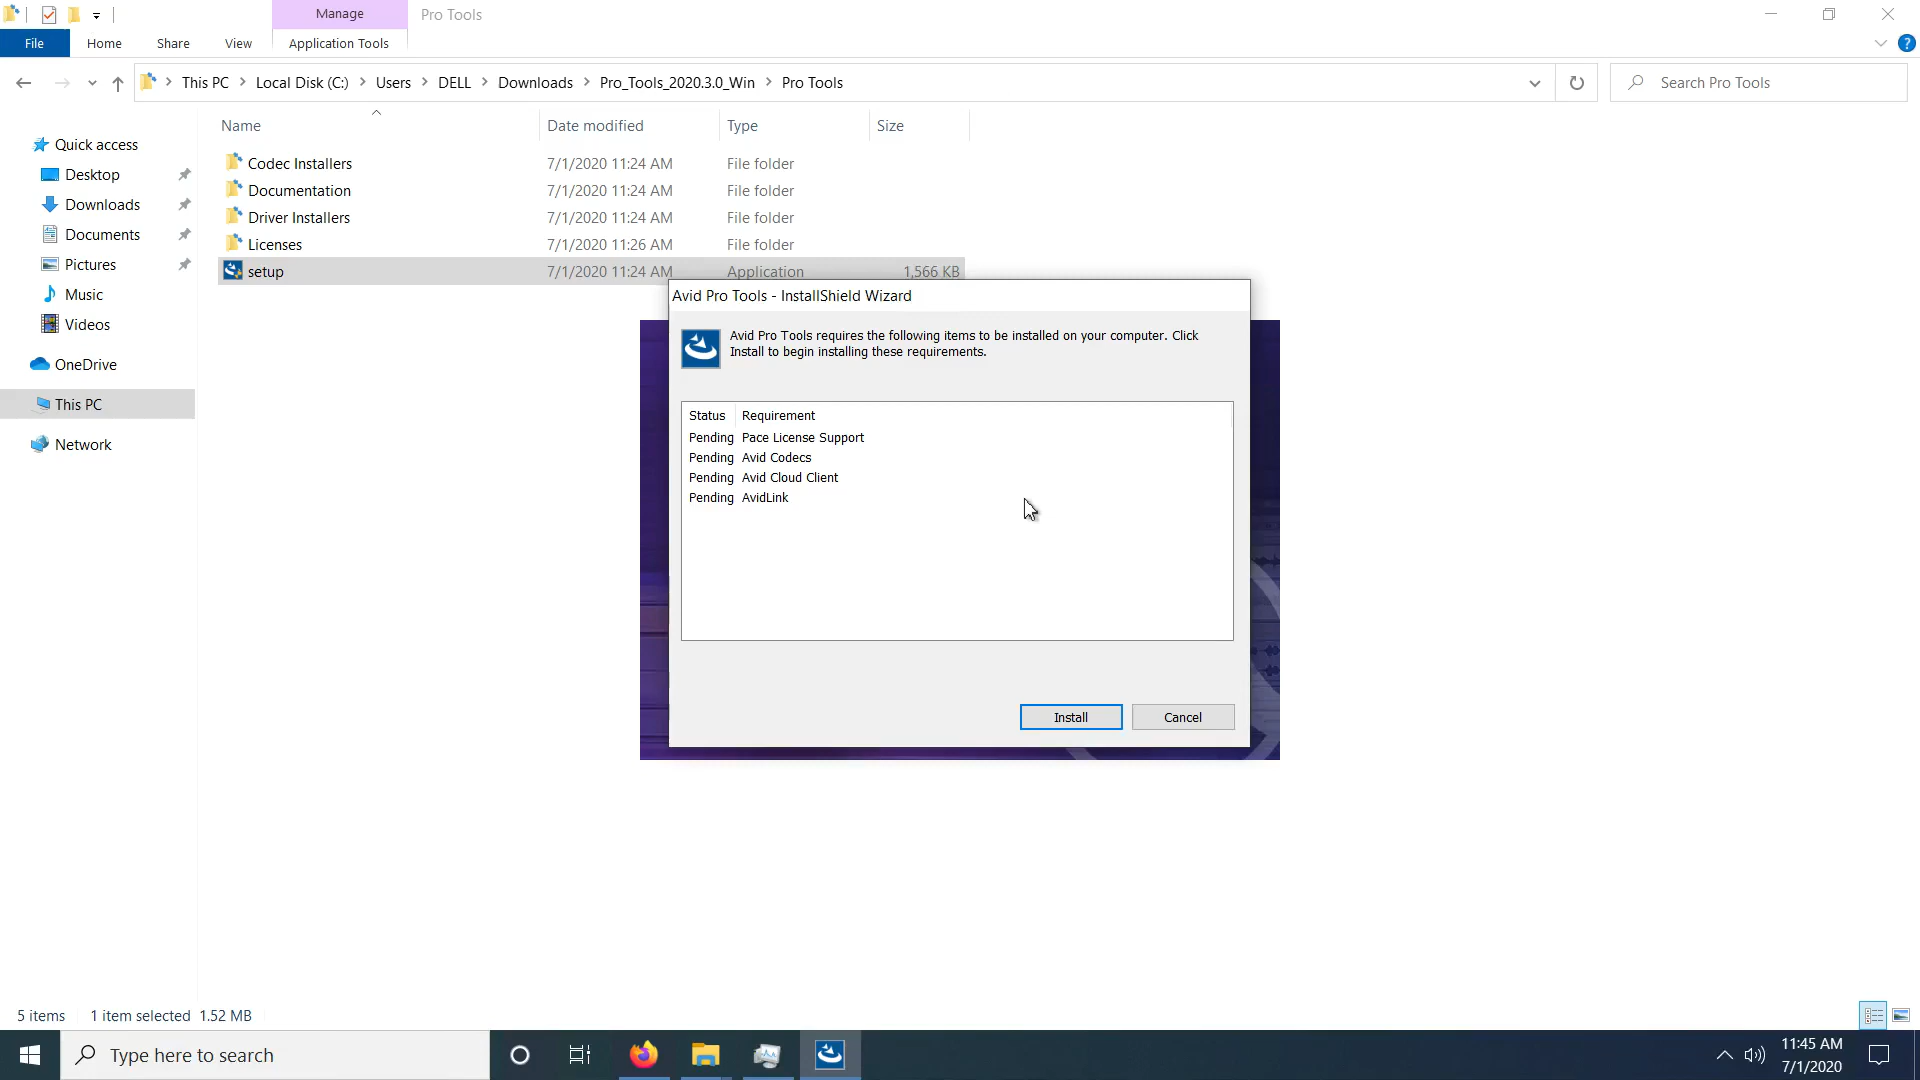 Manage
Pro Tools
File
Home
Share
View
Application Tools
?
This PC
Local Disk (C:)
Users
DELL
Downloads
Pro_Tools_2020.3.0_Win
Pro Tools
Search Pro Tools
Name
Date modified
Type
Size
Quick access
Desktop
Downloads
Documents
Pictures
Music
Videos
OneDrive
This PC
Network
Codec Installers 7/1/2020 11:24 AM File folder
Documentation 7/1/2020 11:24 AM File folder
Driver Installers 7/1/2020 11:24 AM File folder
Licenses 7/1/2020 11:26 AM File folder
setup 7/1/2020 11:24 AM Application 1,566 KB
Avid Pro Tools - InstallShield Wizard
Avid Pro Tools requires the following items to be installed on your computer. Click
Install to begin installing these requirements.
Status Requirement
Pending Pace License Support
Pending Avid Codecs
Pending Avid Cloud Client
Pending AvidLink
Install
Cancel
5 items
1 item selected 1.52 MB
Type here to search
11:45 AM
7/1/2020